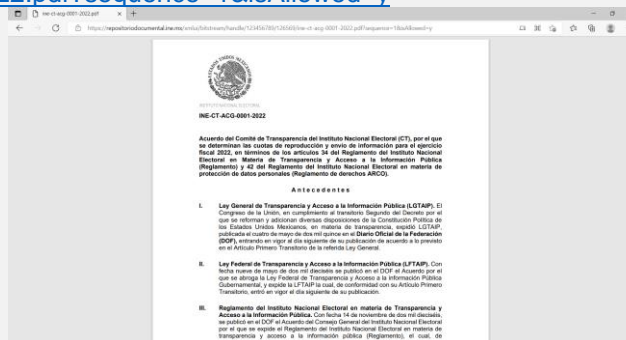 22.pdf?sequence=1&isAllowed=y
ine-ct-acg-0001-2022.pdf
INSTITUTO NACIONAL ELECTORAL
INE-CT-ACG-0001-2022
Acuerdo del Comité de Transparencia del Instituto Nacional Electoral (CT), por el que
se determinan las cuotas de reproducción y envío de información para el ejercicio
fiscal 2022, en términos de los artículos 34 del Reglamento del Instituto Nacional
Electoral en Materia de Transparencia y Acceso a la Información Pública
(Reglamento) y 42 del Reglamento del Instituto Nacional Electoral en materia de
protección de datos personales (Reglamento de derechos ARCO).
Antecedentes
I. Ley General de Transparencia y Acceso a la Información Pública (LGTAIP). El
Congreso de la Unión, en cumplimiento al transitorio Segundo del Decreto por el
que se reforman y adicionan diversas disposiciones de la Constitución Política de
los Estados Unidos Mexicanos, en materia de transparencia, expidió LGTAIP,
publicada el cuatro de mayo de dos mil quince en el Diario Oficial de la Federación
(DOF), entrando en vigor al día siguiente de su publicación de acuerdo a lo previsto
en el Artículo Primero Transitorio de la referida Ley General.
II. Ley Federal de Transparencia y Acceso a la Información Pública (LFTAIP). Con
fecha nueve de mayo de dos mil dieciséis se publicó en el DOF el Acuerdo por el
que se abroga la Ley Federal de Transparencia y Acceso a la Información Pública
Gubernamental, y expide la LFTAIP la cual, de conformidad con su Artículo Primero
Transitorio, entró en vigor el día siguiente de su publicación.
III. Reglamento del Instituto Nacional Electoral en materia de Transparencia y
Acceso a la Información Pública. Con fecha 14 de noviembre de dos mil dieciséis,
se publicó en el DOF el Acuerdo del Consejo General del Instituto Nacional Electoral
por el que se expide el Reglamento del Instituto Nacional Electoral en materia de
transparencia y acceso a la información pública (Reglamento), el cual, de